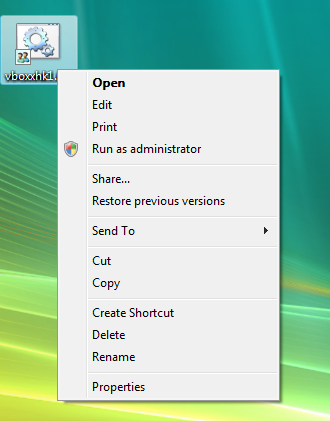 Open
Edit
Print
Run as administrator
Share...
Restore previous versions
Send To
Cut
Copy
Create Shortcut
Delete
Rename
Properties